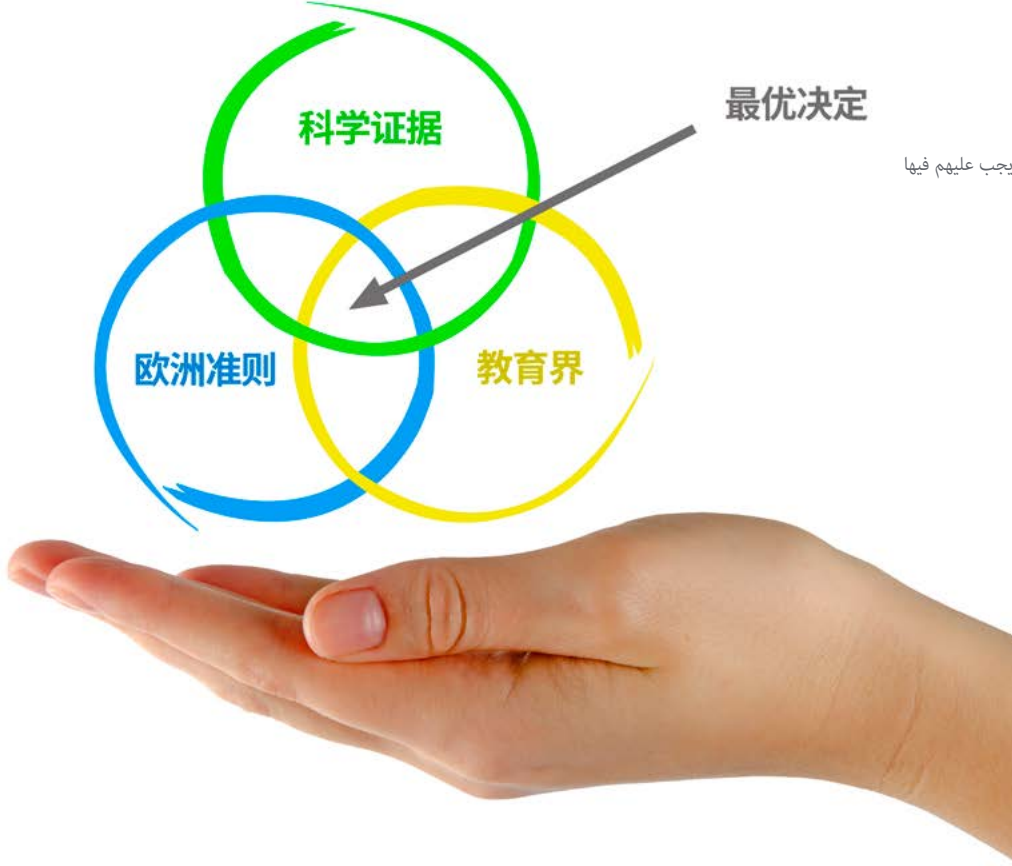 最优决定
科学证据
يجب عليهم فيها
欧洲准则
教育界